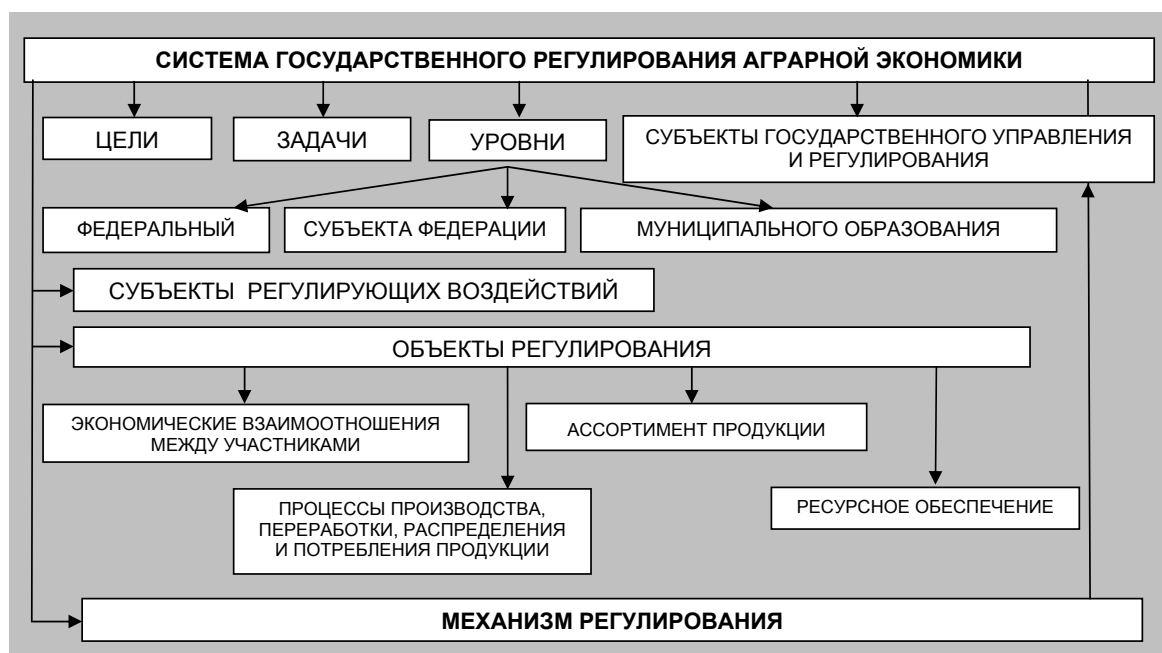 СИСТЕМА ГОСУДАРСТВЕННОГО РЕГУЛИРОВАНИЯ АГРАРНОЙ ЭКОНОМИКИ
ЦЕЛИ
ЗАДАЧИ
УРОВНИ
СУБЪЕКТЫ ГОСУДАРСТВЕННОГО УПРАВЛЕНИЯ
И РЕГУЛИРОВАНИЯ
ФЕДЕРАЛЬНЫЙ
СУБЪЕКТА ФЕДЕРАЦИИ
МУНИЦИПАЛЬНОГО ОБРАЗОВАНИЯ
СУБЪЕКТЫ РЕГУЛИРУЮЩИХ ВОЗДЕЙСТВИЙ
ОБЪЕКТЫ РЕГУЛИРОВАНИЯ
ЭКОНОМИЧЕСКИЕ ВЗАИМООТНОШЕНИЯ
МЕЖДУ УЧАСТНИКАМИ
АССОРТИМЕНТ ПРОДУКЦИИ
ПРОЦЕССЫ ПРОИЗВОДСТВА,
ПЕРЕРАБОТКИ, РАСПРЕДЕЛЕНИЯ
И ПОТРЕБЛЕНИЯ ПРОДУКЦИИ
РЕСУРСНОЕ ОБЕСПЕЧЕНИЕ
МЕХАНИЗМ РЕГУЛИРОВАНИЯ